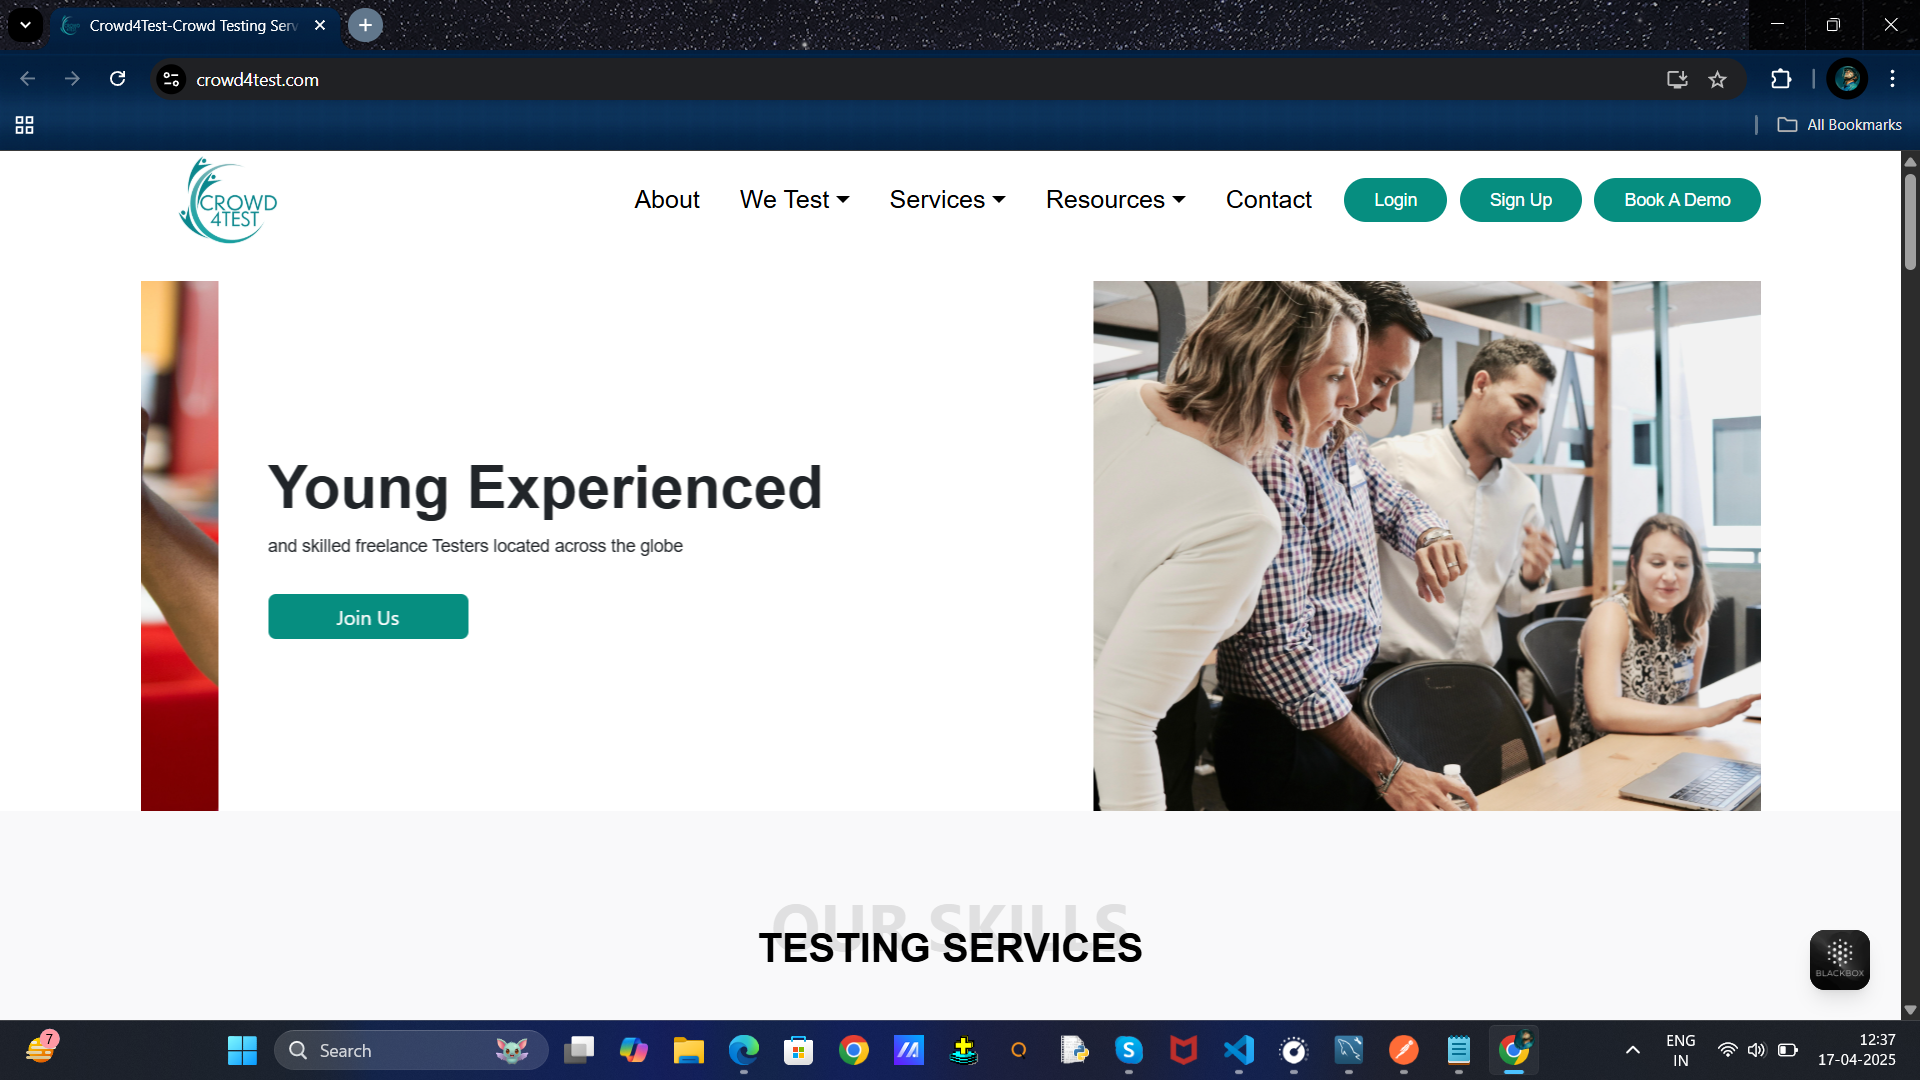 Crowd4Test-Crowd Testing Serv
crowd4test.com
All Bookmarks
CROWD
4TEST
About
We Test
Services
Resources
Contact
Login
Sign Up
Book A Demo
Young Experienced
and skilled freelance Testers located across the globe
Join Us
OUR SKILLS
TESTING SERVICES
BLACKBOX
7
Search
ENG
IN
12:37
17-04-2025